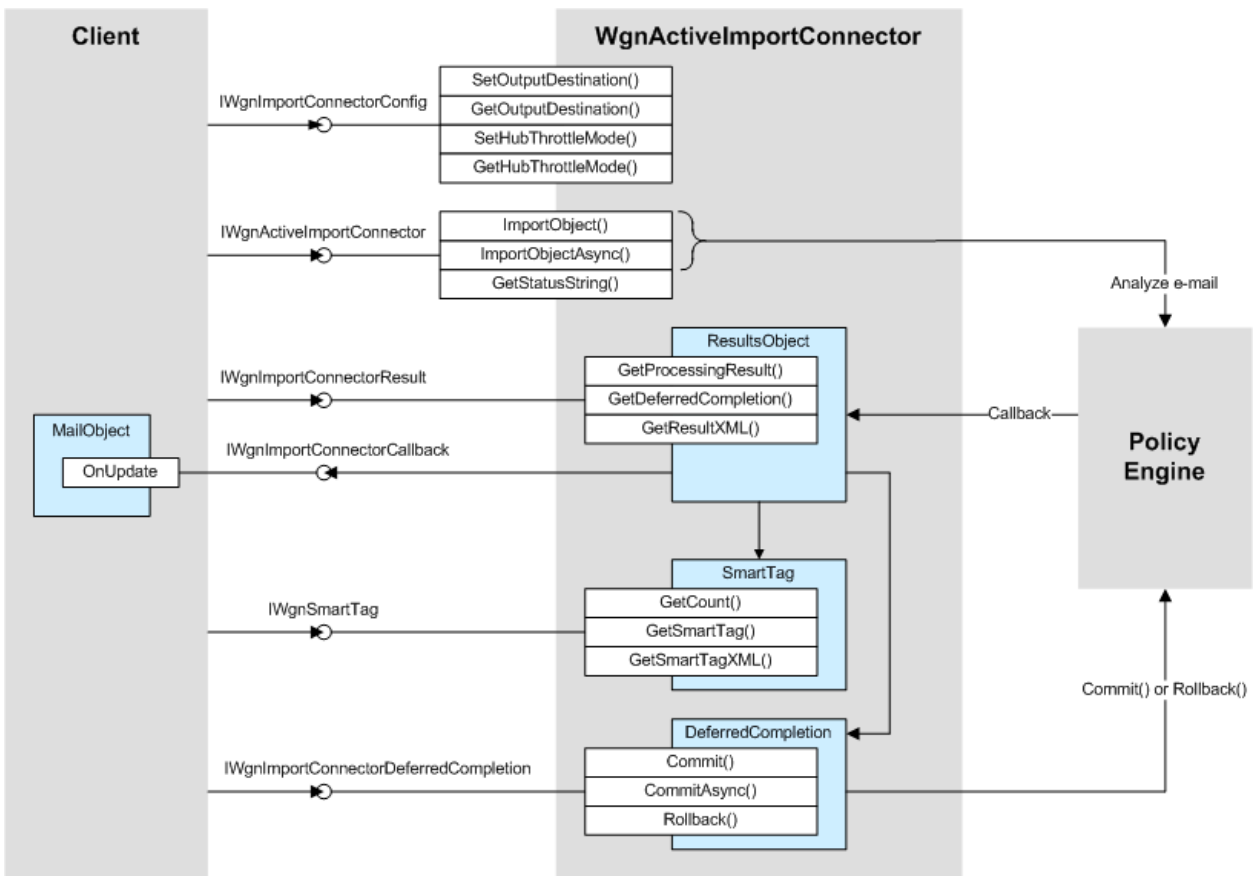 Client
WgnActiveImportConnector
IWgnImportConnectorConfig
SetOutputDestination()
GetOutputDestination()
SetHubThrottleMode()
GetHubThrottleMode()
IWgnActiveImportConnector
ImportObject()
ImportObjectAsync()
GetStatusString()
Analyze e-mail
ResultsObject
IWgnImportConnectorResult
GetProcessingResult()
GetDeferredCompletion()
GetResultXML()
Callback
MailObject
OnUpdate
IWgnImportConnectorCallback
Policy
Engine
SmartTag
IWgnSmartTag
GetCount()
GetSmartTag()
GetSmartTagXML()
Commit() or Rollback()
DeferredCompletion
IWgnImportConnectorDeferredCompletion
Commit()
CommitAsync()
Rollback()